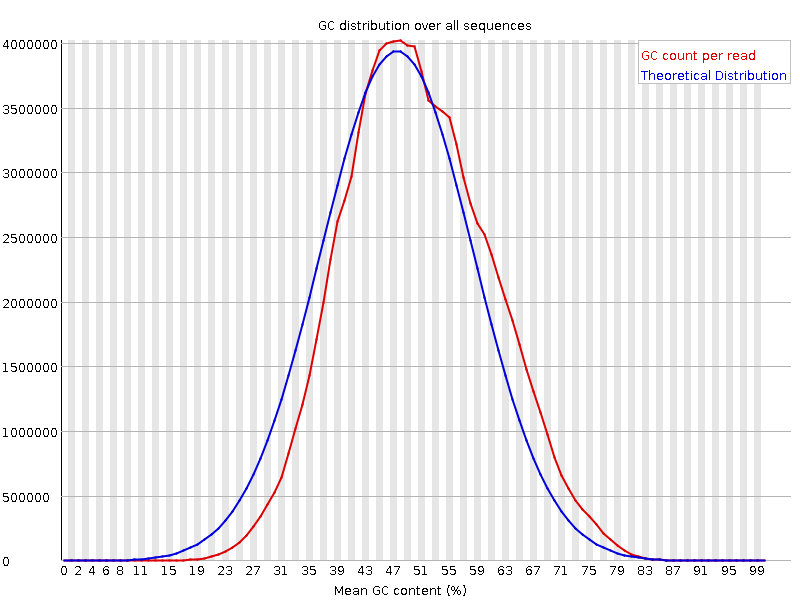 GC distribution over all sequences
GC count per read
Theoretical Distribution
4000000
3500000
3000000
2500000
2000000
1500000
1000000
500000
0
0 2 4 6 8 11 15 19 23 27 31 35 39 43 47 51 55 59 63 67 71 75 79 83 87 91 95 99
Mean GC content (%)